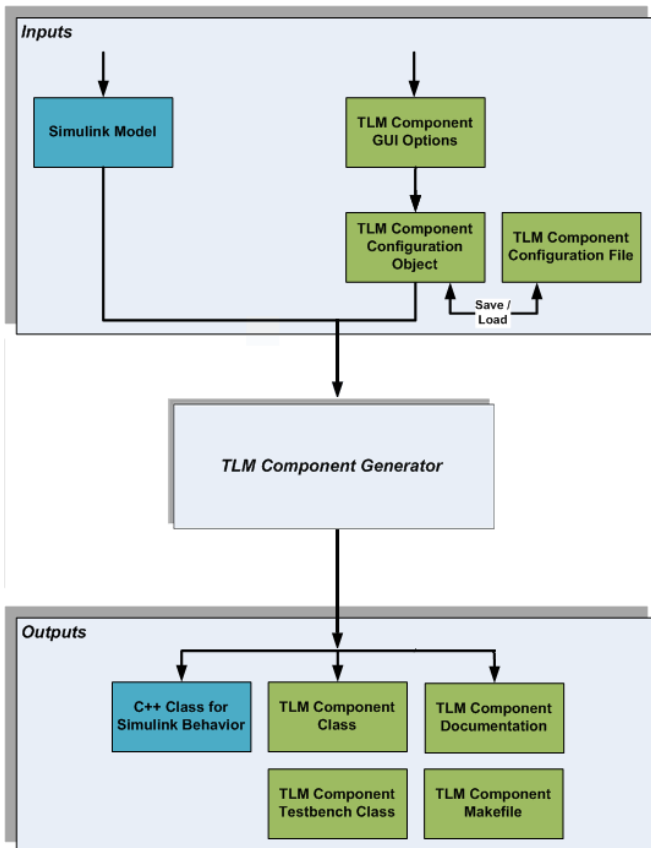 Inputs
Simulink Model
TLM Component
GUI Options
TLM Component
Configuration
Object
TLM Component
Configuration File
Save /
Load
TLM Component Generator
Outputs
C++ Class for
Simulink Behavior
TLM Component
Class
TLM Component
Documentation
TLM Component
Testbench Class
TLM Component
Makefile